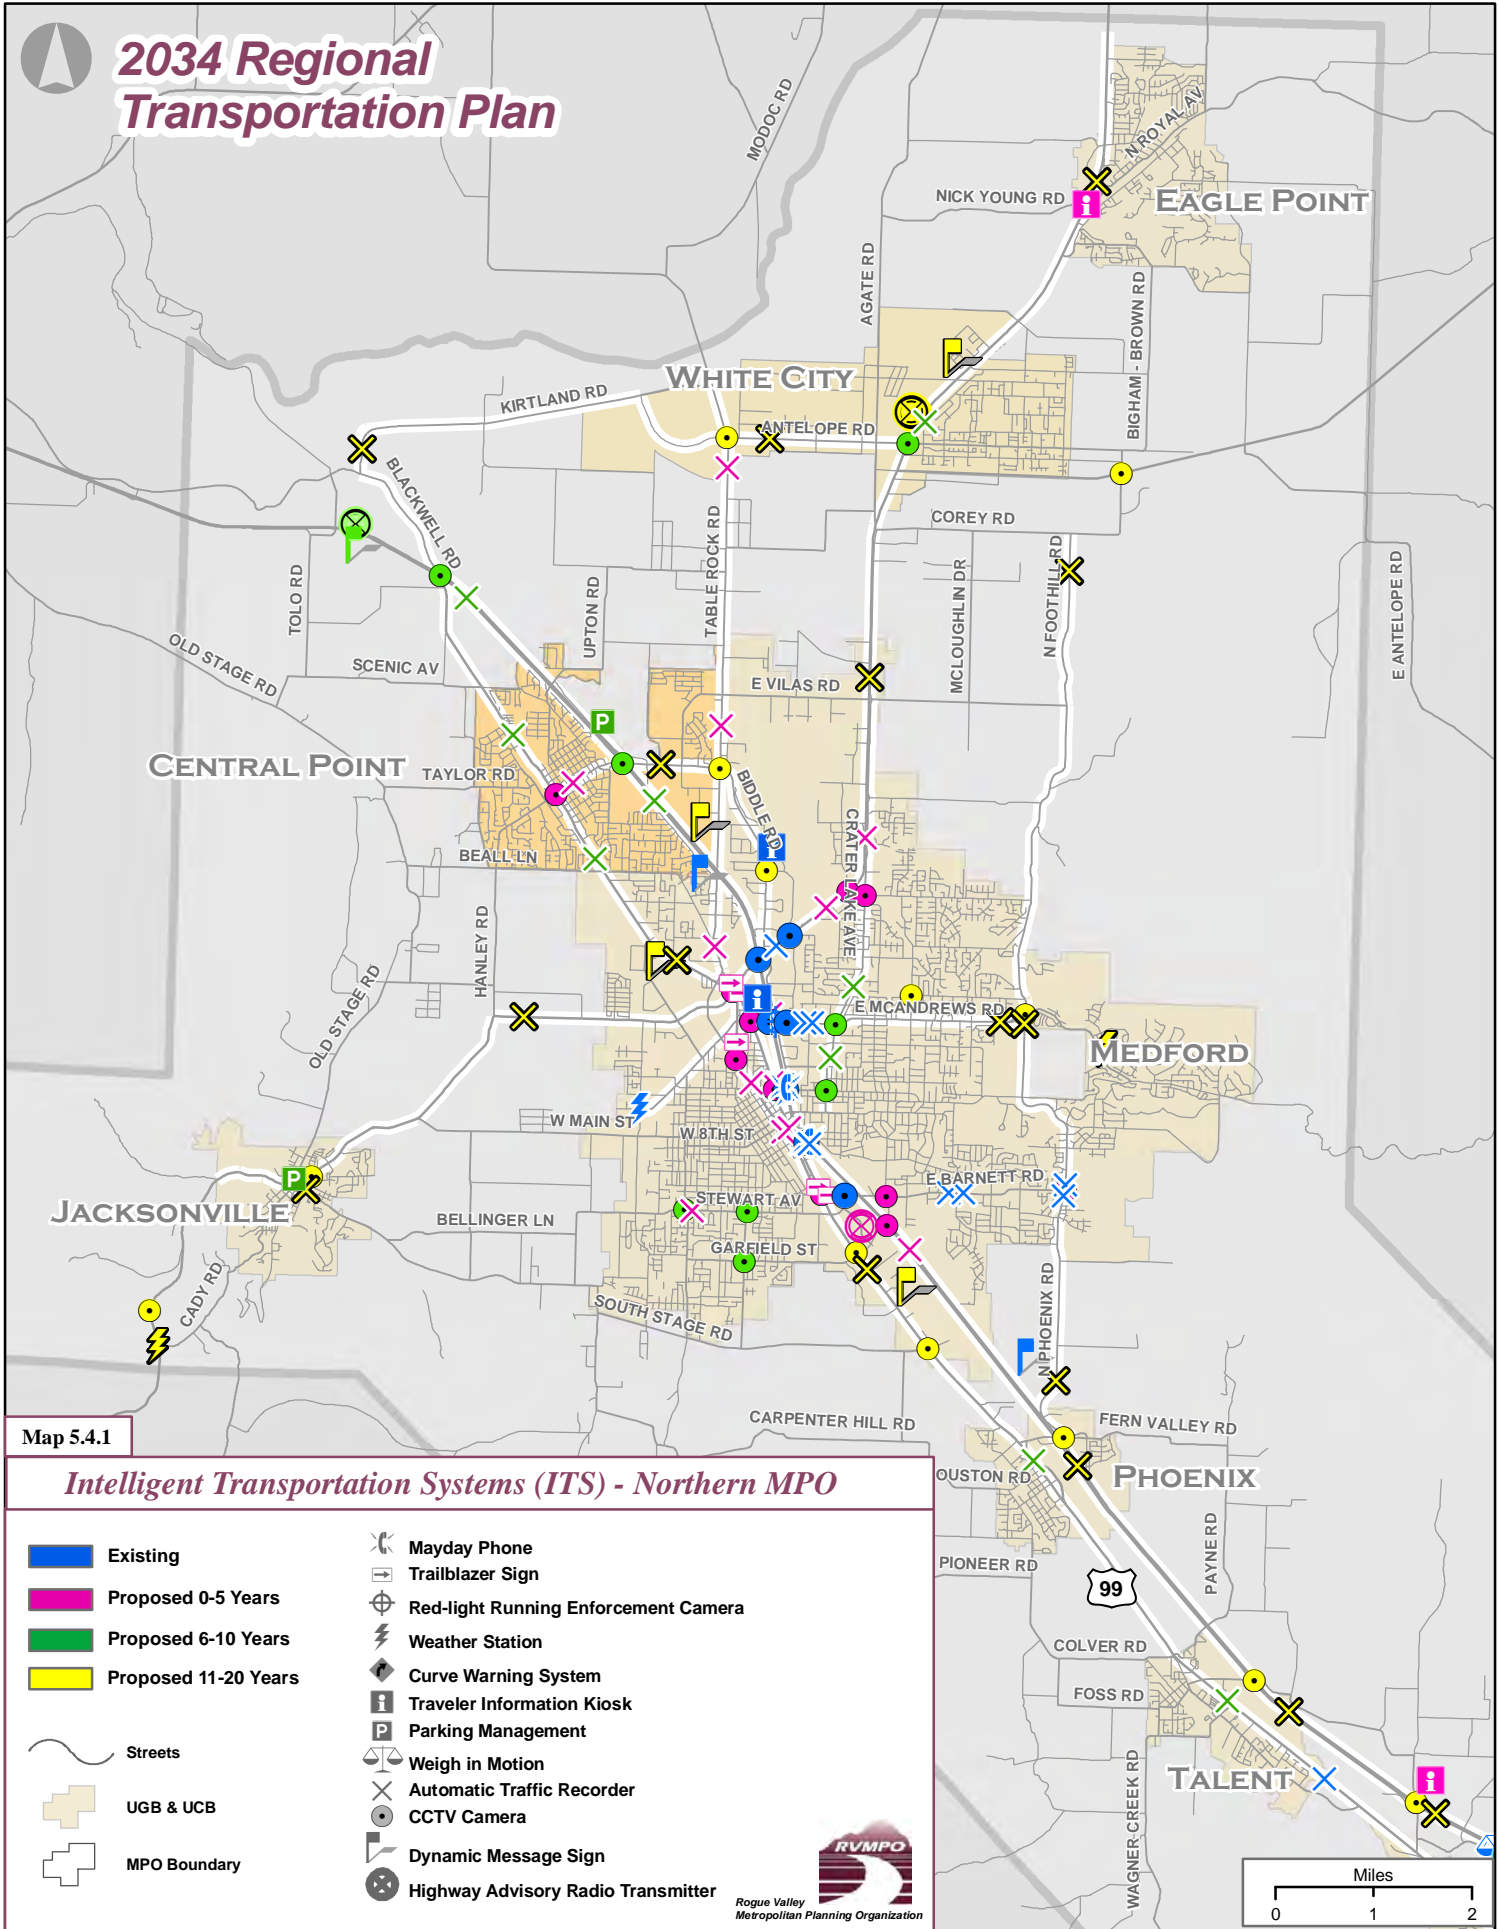 2034 Regional
Transportation Plan
MODOC RD
N ROYAL AV
NICK YOUNG RD
i
EAGLE POINT
AGATE RD
BIGHAM - BROWN RD
WHITE CITY
KIRTLAND RD
ANTELOPE RD
BLACKWELL RD
COREY RD
TABLE ROCK RD
TOLO RD
UPTON RD
MCLOUGHLIN DR
N FOOTHILL RD
E ANTELOPE RD
OLD STAGE RD
SCENIC AV
E VILAS RD
P
CENTRAL POINT
TAYLOR RD
BIDDLE RD
i
CRATER LAKE AVE
BEALL LN
HANLEY RD
OLD STAGE RD
i
E MCANDREWS RD
MEDFORD
W MAIN ST
W 8TH ST
P
E BARNETT RD
STEWART AV
JACKSONVILLE
BELLINGER LN
GARFIELD ST
CADY RD
SOUTH STAGE RD
N PHOENIX RD
CARPENTER HILL RD
FERN VALLEY RD
OUSTON RD
PHOENIX
PIONEER RD
PAYNE RD
99
COLVER RD
FOSS RD
WAGNER CREEK RD
TALENT
i
Map 5.4.1
Intelligent Transportation Systems (ITS) - Northern MPO
Existing
Proposed 0-5 Years
Proposed 6-10 Years
Proposed 11-20 Years
Streets
UGB & UCB
MPO Boundary
Mayday Phone
Trailblazer Sign
Red-light Running Enforcement Camera
Weather Station
Curve Warning System
i Traveler Information Kiosk
P Parking Management
Weigh in Motion
Automatic Traffic Recorder
CCTV Camera
Dynamic Message Sign
Highway Advisory Radio Transmitter
RVMPO
Rogue Valley
Metropolitan Planning Organization
Miles
0 1 2